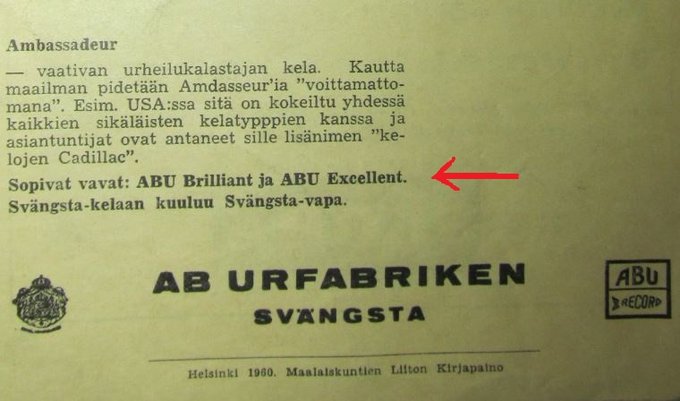 Ambassadeur
— vaativan urheilukalastajan kela. Kautta
maailman pidetään Amdasseur'ia "voittamatto-
mana". Esim. USA:ssa sitä on kokeiltu yhdessä
kaikkien sikäläisten kelatypppien kanssa ja
asiantuntijat ovat antaneet sille lisänimen "ke-
lojen Cadillac".
Sopivat vavat: ABU Brilliant ja ABU Excellent.
Svängsta-kelaan kuuluu Svängsta-vapa.
AB URFABRIKEN
SVÄNGSTA
ABU
RECORD
Helsinki 1960. Maalaiskuntien Liiton Kirjapaino